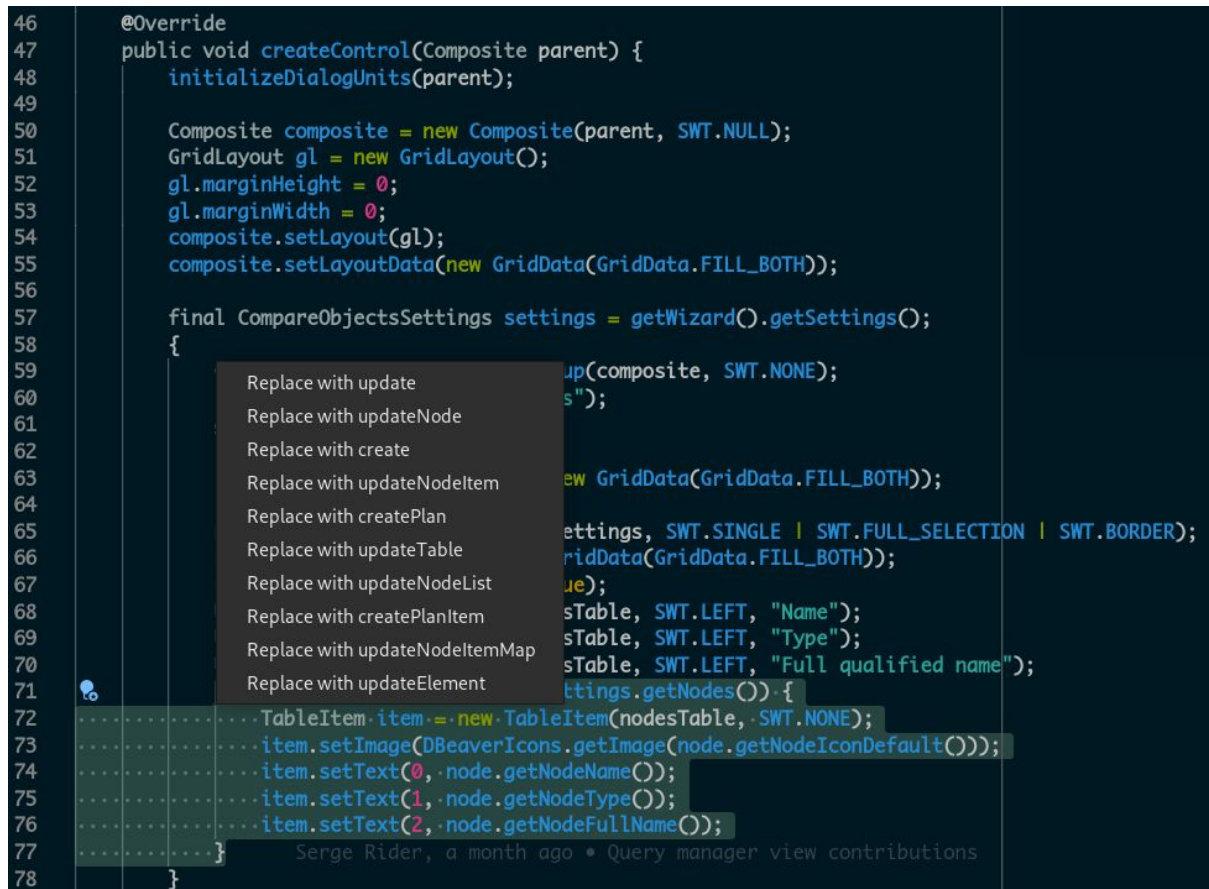 46 @Override
47 public void createControl(Composite parent) {
48 initializeDialogUnits(parent);
49
50 Composite composite = new Composite(parent, SWT.NULL);
51 GridLayout gl = new GridLayout();
52 gl.marginHeight = 0;
53 gl.marginWidth = 0;
54 composite.setLayout(gl);
55 composite.setLayoutData(new GridData(GridData.FILL_BOTH));
56
57 final CompareObjectsSettings settings = getWizard().getSettings();
58 {
59 up(composite, SWT.NONE);
Replace with update
60 s");
Replace with updateNode
61
62
Replace with create
63 ew GridData(GridData.FILL_BOTH));
Replace with updateNodeItem
64
Replace with createPlan
65 ettings, SWT.SINGLE | SWT.FULL_SELECTION | SWT.BORDER);
66 ridData(GridData.FILL_BOTH));
Replace with updateTable
67 ue);
Replace with updateNodeList
68 sTable, SWT.LEFT, "Name");
Replace with createPlanItem
69 sTable, SWT.LEFT, "Type");
Replace with updateNodeItemMap
70 sTable, SWT.LEFT, "Full qualified name");
Replace with updateElement
71 ttings.getNodes()) {
72 TableItem item = new TableItem(nodesTable, SWT.NONE);
73 item.setImage(DBeaverIcons.getImage(node.getNodeIconDefault()));
74 item.setText(0, node.getNodeName());
75 item.setText(1, node.getNodeType());
76 item.setText(2, node.getNodeFullName());
77 } Serge Rider, a month ago • Query manager view contributions
78 }